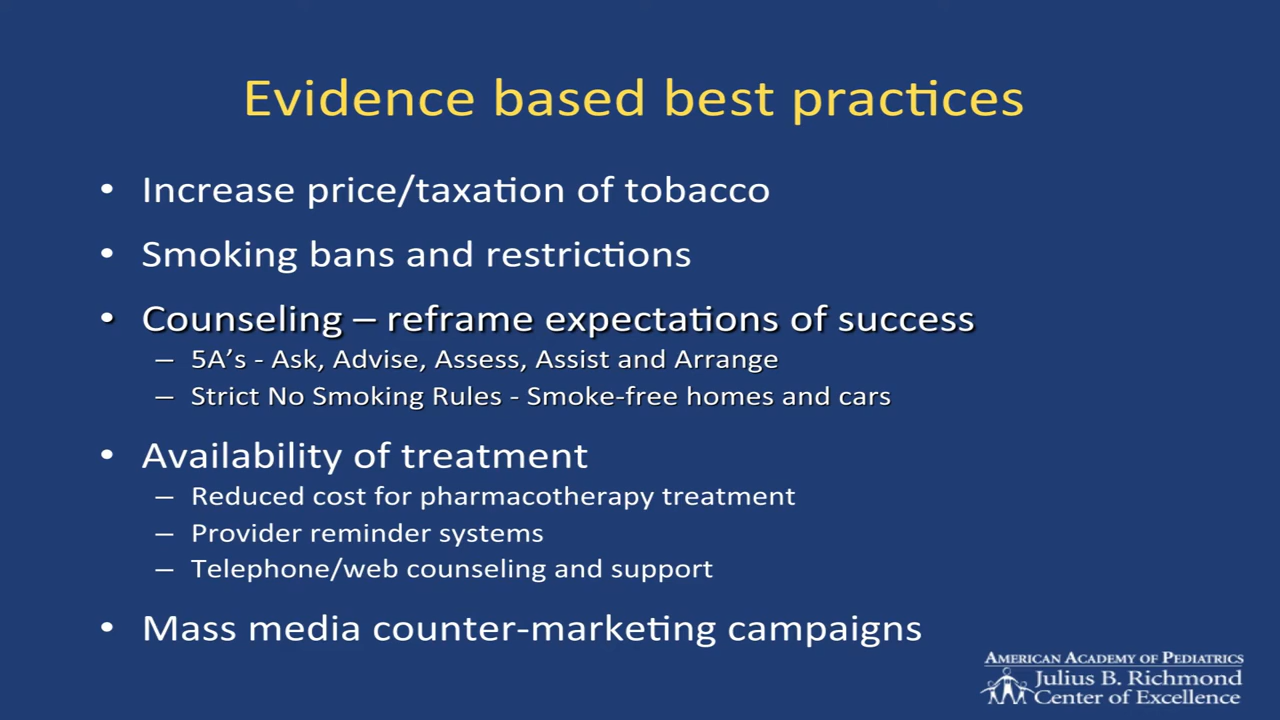 Evidence based best practices
• Increase price/taxation of tobacco
• Smoking bans and restrictions
• Counseling – reframe expectations of success
– 5A’s - Ask, Advise, Assess, Assist and Arrange
– Strict No Smoking Rules - Smoke-free homes and cars
• Availability of treatment
– Reduced cost for pharmacotherapy treatment
– Provider reminder systems
– Telephone/web counseling and support
• Mass media counter-marketing campaigns
American Academy of Pediatrics
Julius B. Richmond
Center of Excellence